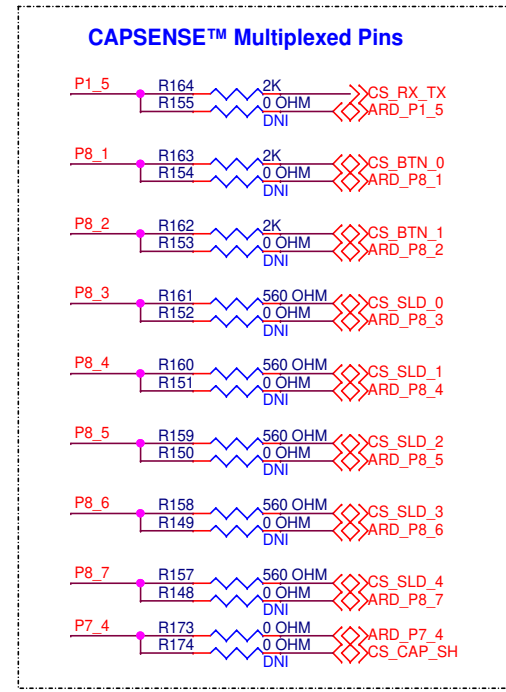 CAPSENSE™ Multiplexed Pins
P1_5 R164 2K CS_RX_TX
R155 0 OHM ARD_P1_5
DNI
P8_1 R163 2K CS_BTN_0
R154 0 OHM ARD_P8_1
DNI
P8_2 R162 2K CS_BTN_1
R153 0 OHM ARD_P8_2
DNI
P8_3 R161 560 OHM CS_SLD_0
R152 0 OHM ARD_P8_3
DNI
P8_4 R160 560 OHM CS_SLD_1
R151 0 OHM ARD_P8_4
DNI
P8_5 R159 560 OHM CS_SLD_2
R150 0 OHM ARD_P8_5
DNI
P8_6 R158 560 OHM CS_SLD_3
R149 0 OHM ARD_P8_6
DNI
P8_7 R157 560 OHM CS_SLD_4
R148 0 OHM ARD_P8_7
DNI
P7_4 R173 0 OHM ARD_P7_4
R174 0 OHM CS_CAP_SH
DNI